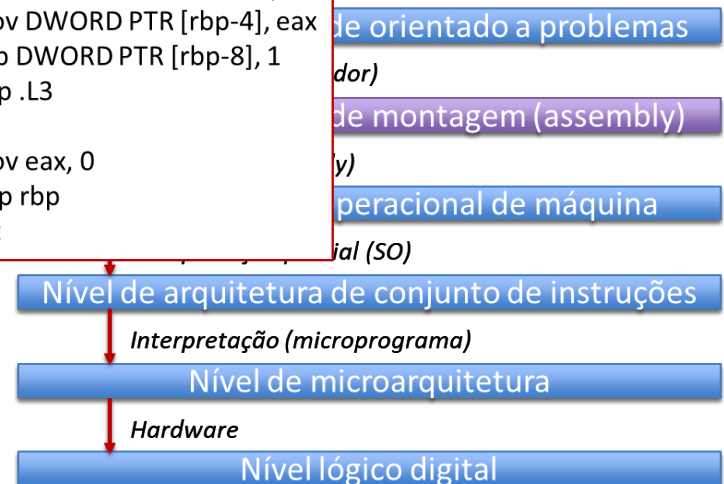 ov DWORD PTR [rbp-4], eax
b DWORD PTR [rbp-8], 1
p .L3
ov eax, 0
p rbp
de orientado a problemas
dor)
de montagem (assembly)
y)
peracional de máquina
ial (SO)
Nível de arquitetura de conjunto de instruções
Interpretação (microprograma)
Nível de microarquitetura
Hardware
Nível lógico digital